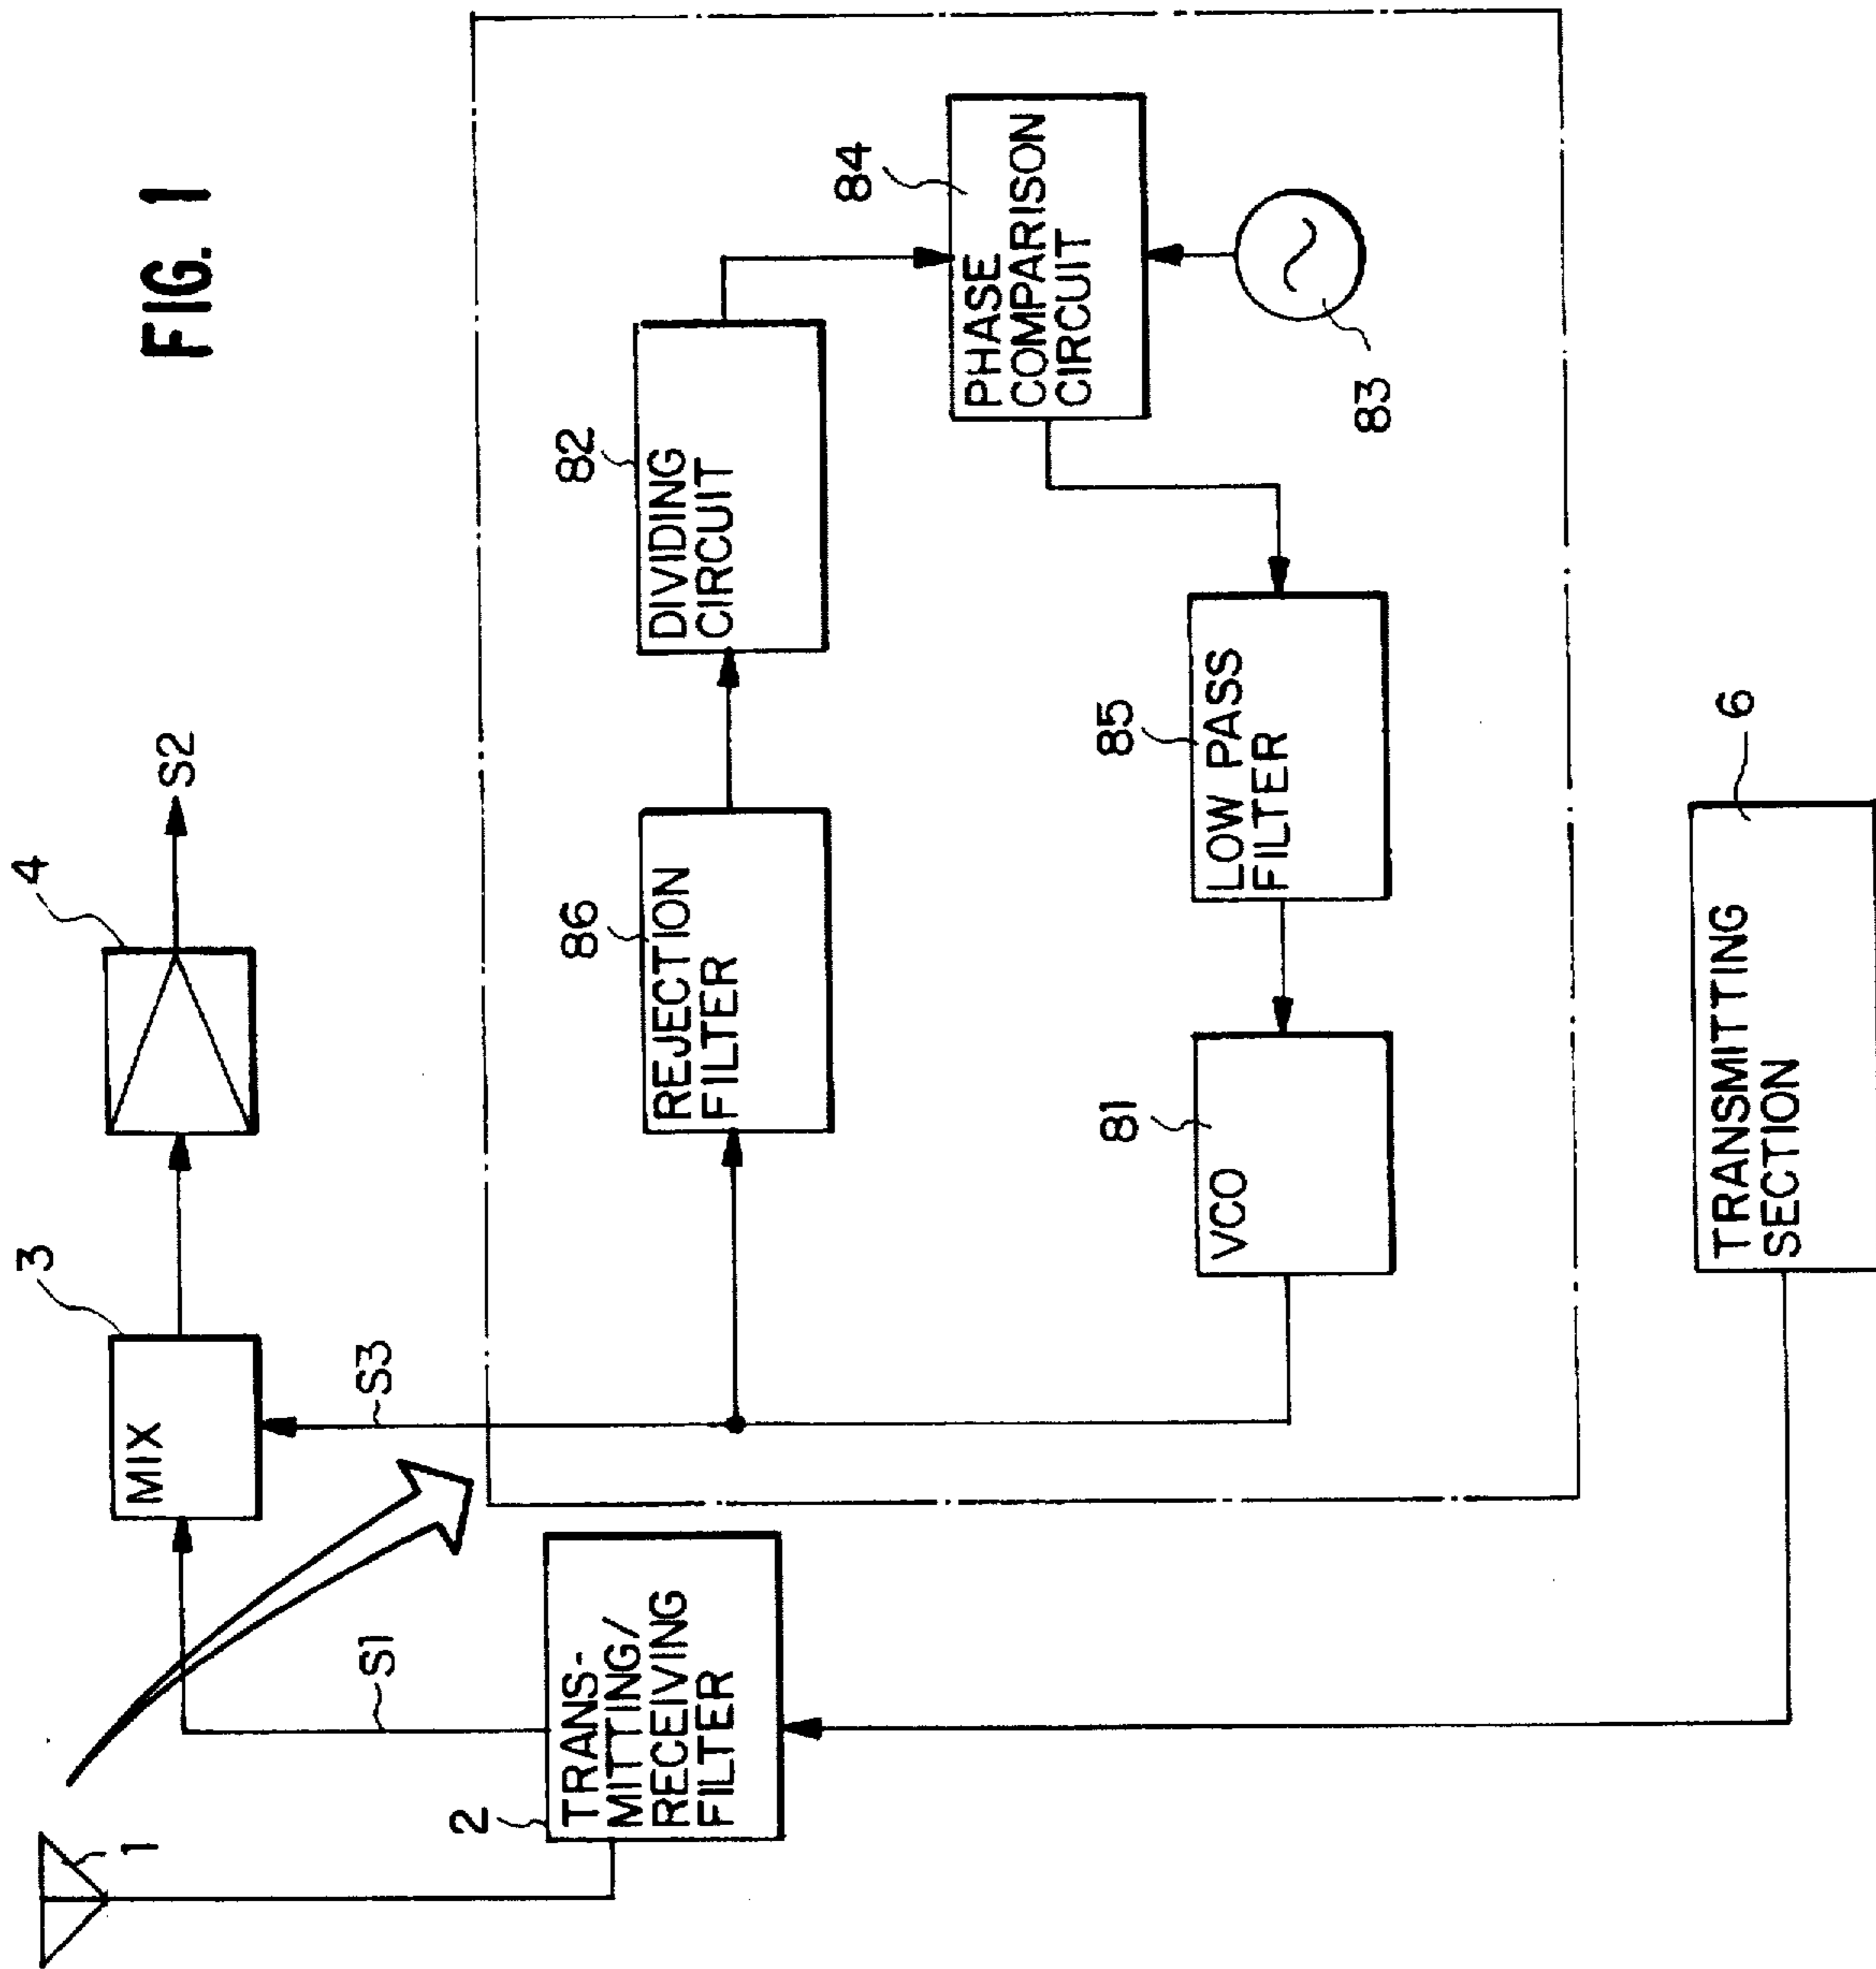 FIG. 1
1
2
TRANS-
MITTING/
RECEIVING
FILTER
S1
3
MIX
S3
4
S2
86
REJECTION
FILTER
82
DIVIDING
CIRCUIT
84
PHASE
COMPARISON
CIRCUIT
83
85
LOW PASS
FILTER
81
VCO
6
TRANSMITTING
SECTION